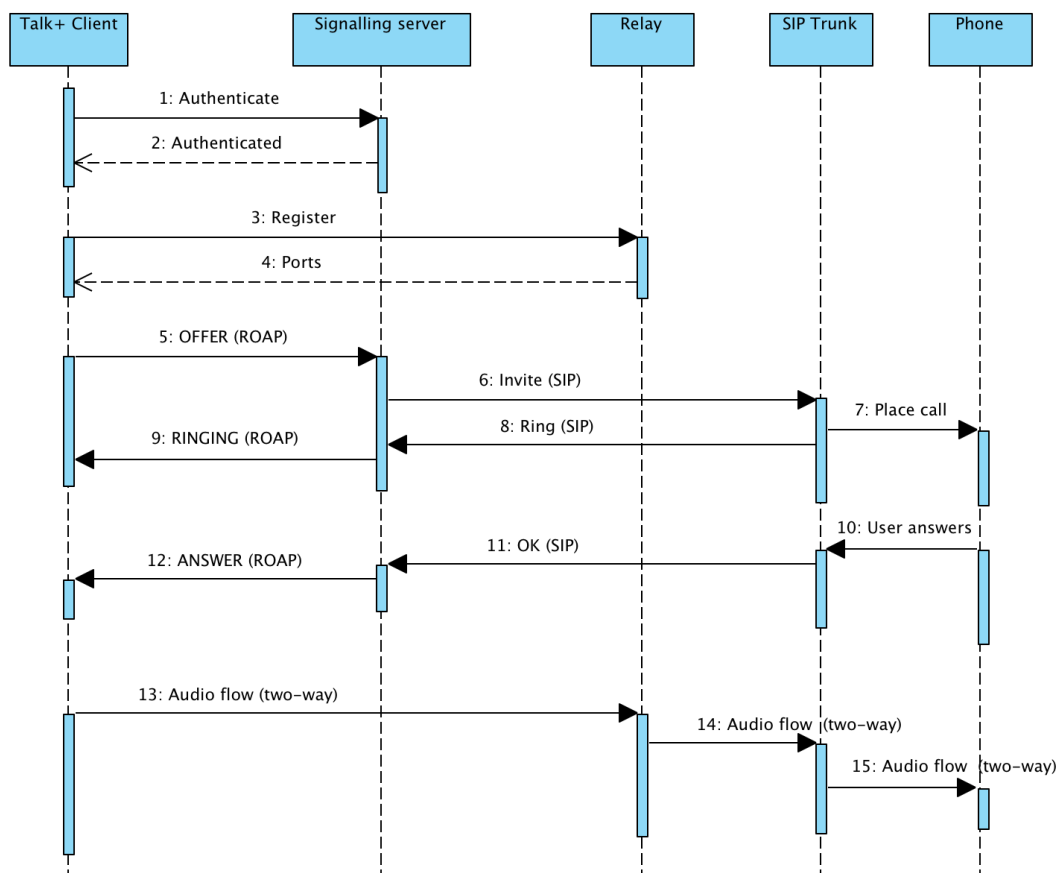 Talk+ Client
Signalling server
Relay
SIP Trunk
Phone
1: Authenticate
2: Authenticated
3: Register
4: Ports
5: OFFER (ROAP)
6: Invite (SIP)
7: Place call
8: Ring (SIP)
9: RINGING (ROAP)
10: User answers
11: OK (SIP)
12: ANSWER (ROAP)
13: Audio flow (two-way)
14: Audio flow (two-way)
15: Audio flow (two-way)